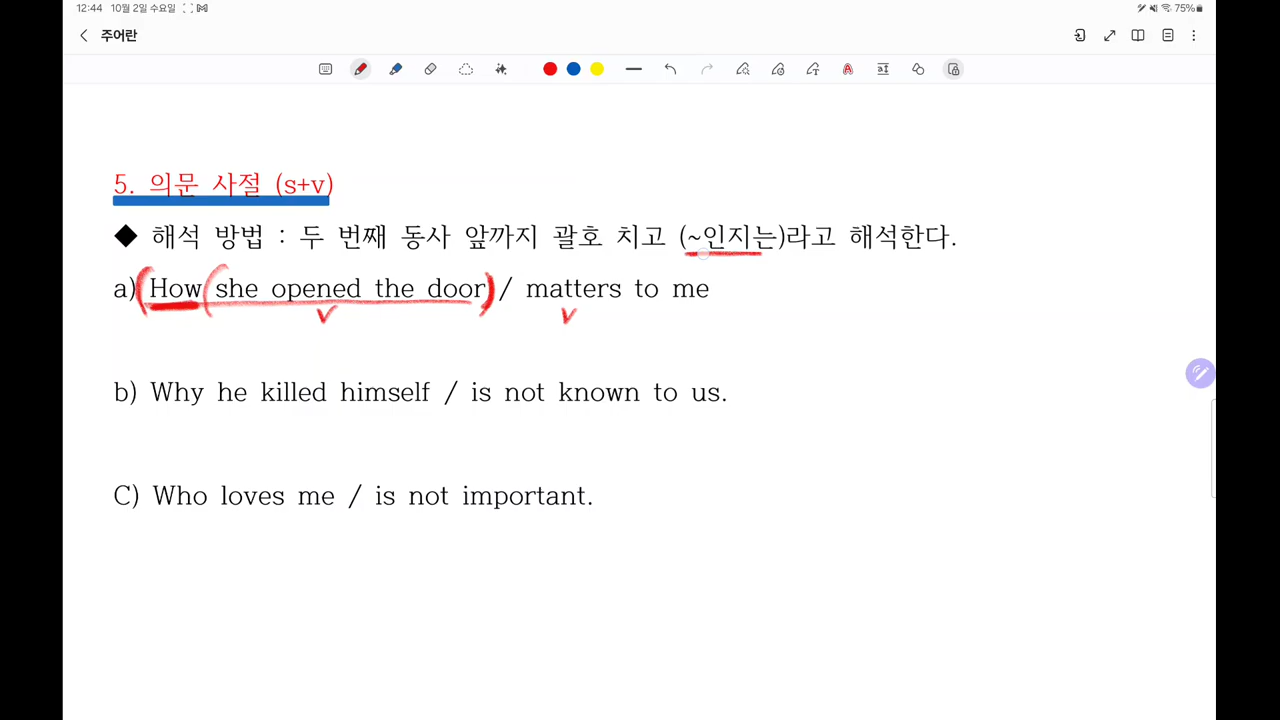 12:44 10월 2일 수요일 75%
주어란
5. 의문 사절 (s+v)
◆ 해석 방법 : 두 번째 동사 앞까지 괄호 치고 (~인지는)라고 해석한다.
a) (How (she opened the door) / matters to me
v v
b) Why he killed himself / is not known to us.
C) Who loves me / is not important.